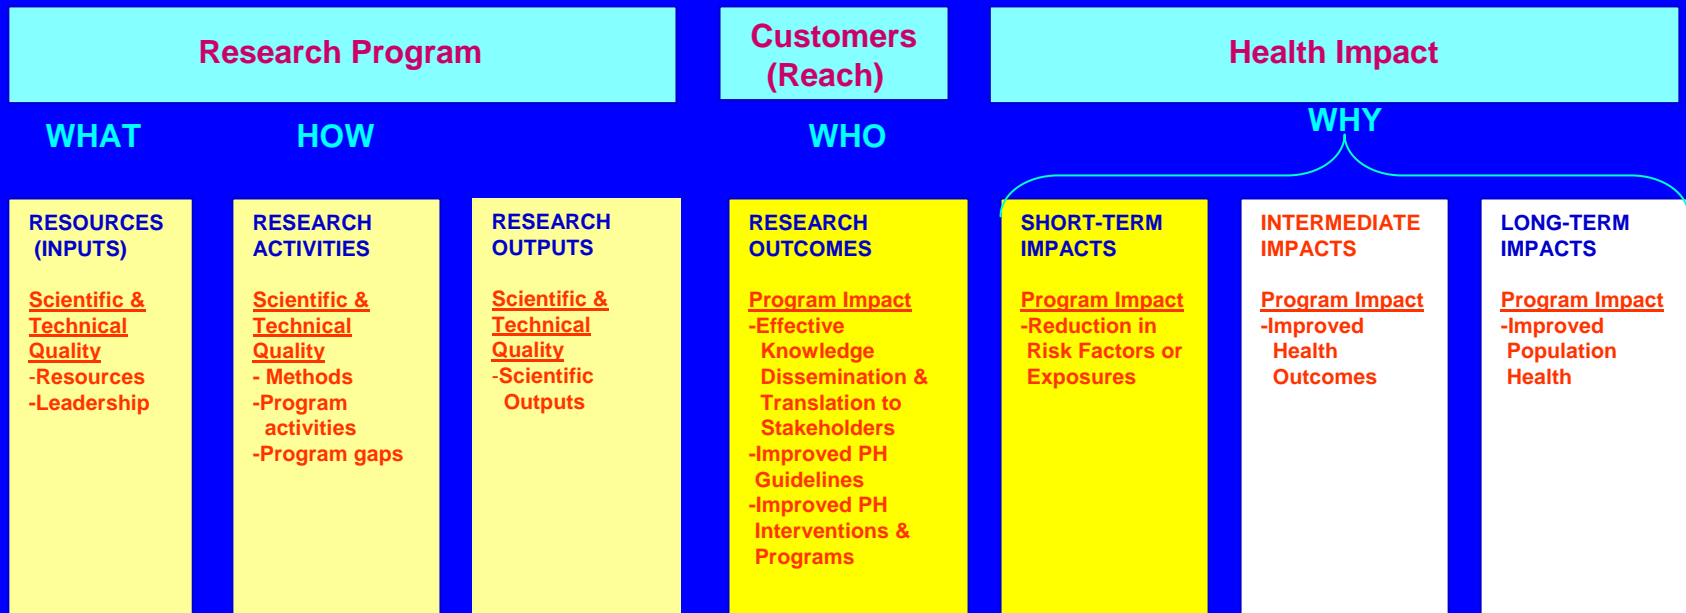 Research Program
Customers
(Reach)
Health Impact
WHAT
HOW
WHO
WHY
RESOURCES
(INPUTS)
Scientific &
Technical
Quality
-Resources
-Leadership
RESEARCH
ACTIVITIES
Scientific &
Technical
Quality
- Methods
-Program
activities
-Program gaps
RESEARCH
OUTPUTS
Scientific &
Technical
Quality
-Scientific
Outputs
RESEARCH
OUTCOMES
Program Impact
-Effective
Knowledge
Dissemination &
Translation to
Stakeholders
-Improved PH
Guidelines
-Improved PH
Interventions &
Programs
SHORT-TERM
IMPACTS
Program Impact
-Reduction in
Risk Factors or
Exposures
INTERMEDIATE
IMPACTS
Program Impact
-Improved
Health
Outcomes
LONG-TERM
IMPACTS
Program Impact
-Improved
Population
Health